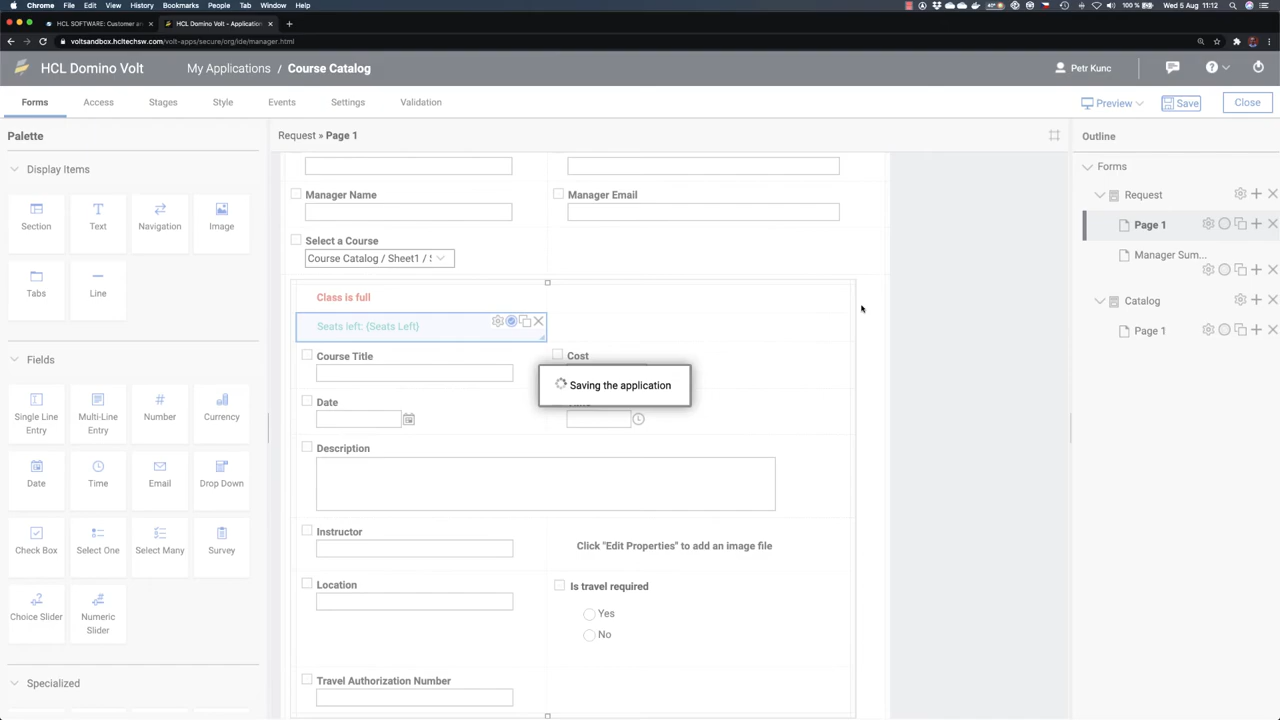 Chrome File Edit View History Bookmarks People Tab Window Help 100 % Wed 5 Aug 11:12
HCL SOFTWARE: Customer an HCL Domino Volt - Application
voltsandbox.hcltechsw.com/volt-apps/secure/org/ide/manager.html
HCL Domino Volt My Applications / Course Catalog Petr Kunc
Forms Access Stages Style Events Settings Validation Preview Save Close
Palette
Request » Page 1
Outline
Display Items
Section Text Navigation Image
Tabs Line
Fields
Single Line Entry
Multi-Line Entry
Number
Currency
Date Time Email Drop Down
Check Box Select One Select Many Survey
Choice Slider
Numeric Slider
Specialized
Manager Name Manager Email
Select a Course
Course Catalog / Sheet1 / S
Class is full
Seats left: {Seats Left}
Course Title Cost
Saving the application
Date
Description
Instructor
Click "Edit Properties" to add an image file
Location Is travel required
Yes
No
Travel Authorization Number
Forms
Request
Page 1
Manager Sum...
Catalog
Page 1